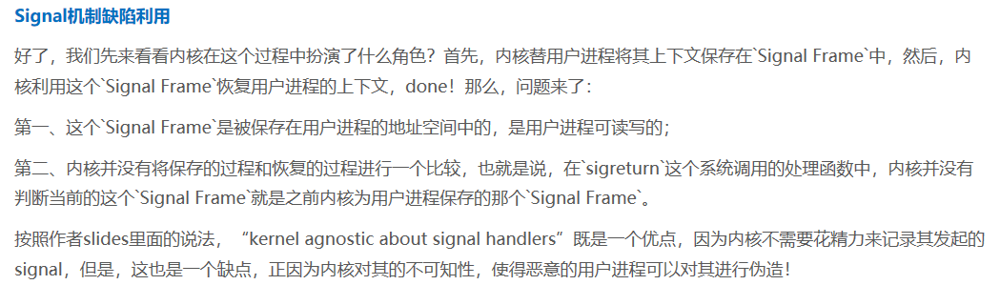 Signal机制缺陷利用
好了，我们先来看看内核在这个过程中扮演了什么角色？首先，内核替用户进程将其上下文保存在`Signal Frame`中，然后，内
核利用这个`Signal Frame`恢复用户进程的上下文，done！那么，问题来了：
第一、这个`Signal Frame`是被保存在用户进程的地址空间中的，是用户进程可读写的；
第二、内核并没有将保存的过程和恢复的过程进行一个比较，也就是说，在`sigreturn`这个系统调用的处理函数中，内核并没有
判断当前的这个`Signal Frame`就是之前内核为用户进程保存的那个`Signal Frame`。
按照作者slides里面的说法，“kernel agnostic about signal handlers”既是一个优点，因为内核不需要花精力来记录其发起的
signal，但是，这也是一个缺点，正因为内核对其的不可知性，使得恶意的用户进程可以对其进行伪造！